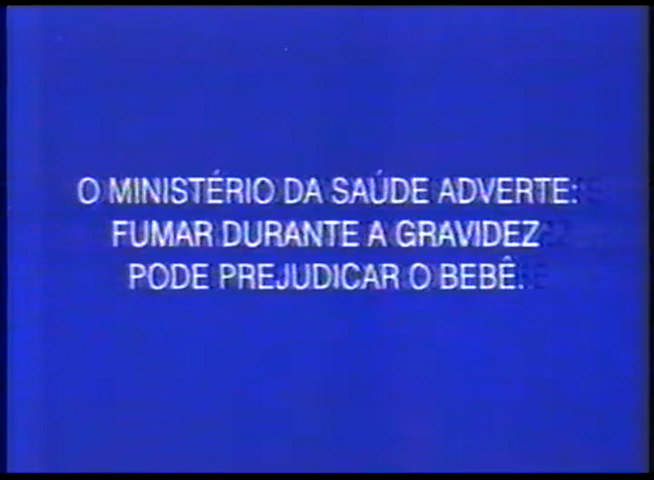 O MINISTÉRIO DA SAÚDE ADVERTE:
FUMAR DURANTE A GRAVIDEZ
PODE PREJUDICAR O BEBÊ.